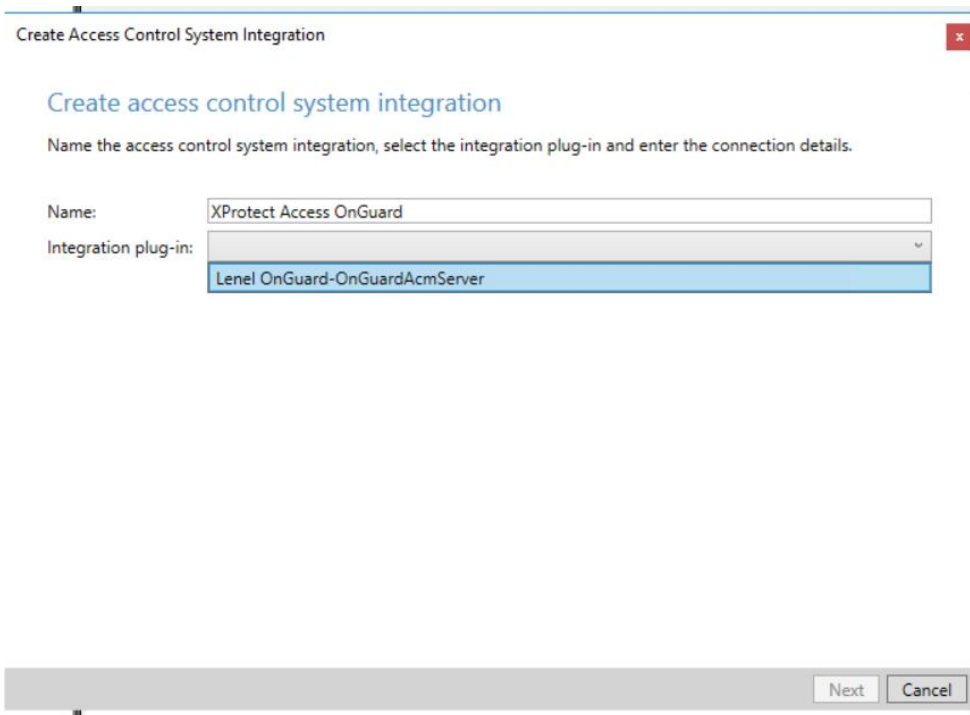 Create Access Control System Integration
x
Create access control system integration
Name the access control system integration, select the integration plug-in and enter the connection details.
Name: XProtect Access OnGuard
Integration plug-in:
Lenel OnGuard-OnGuardAcmServer
Next Cancel